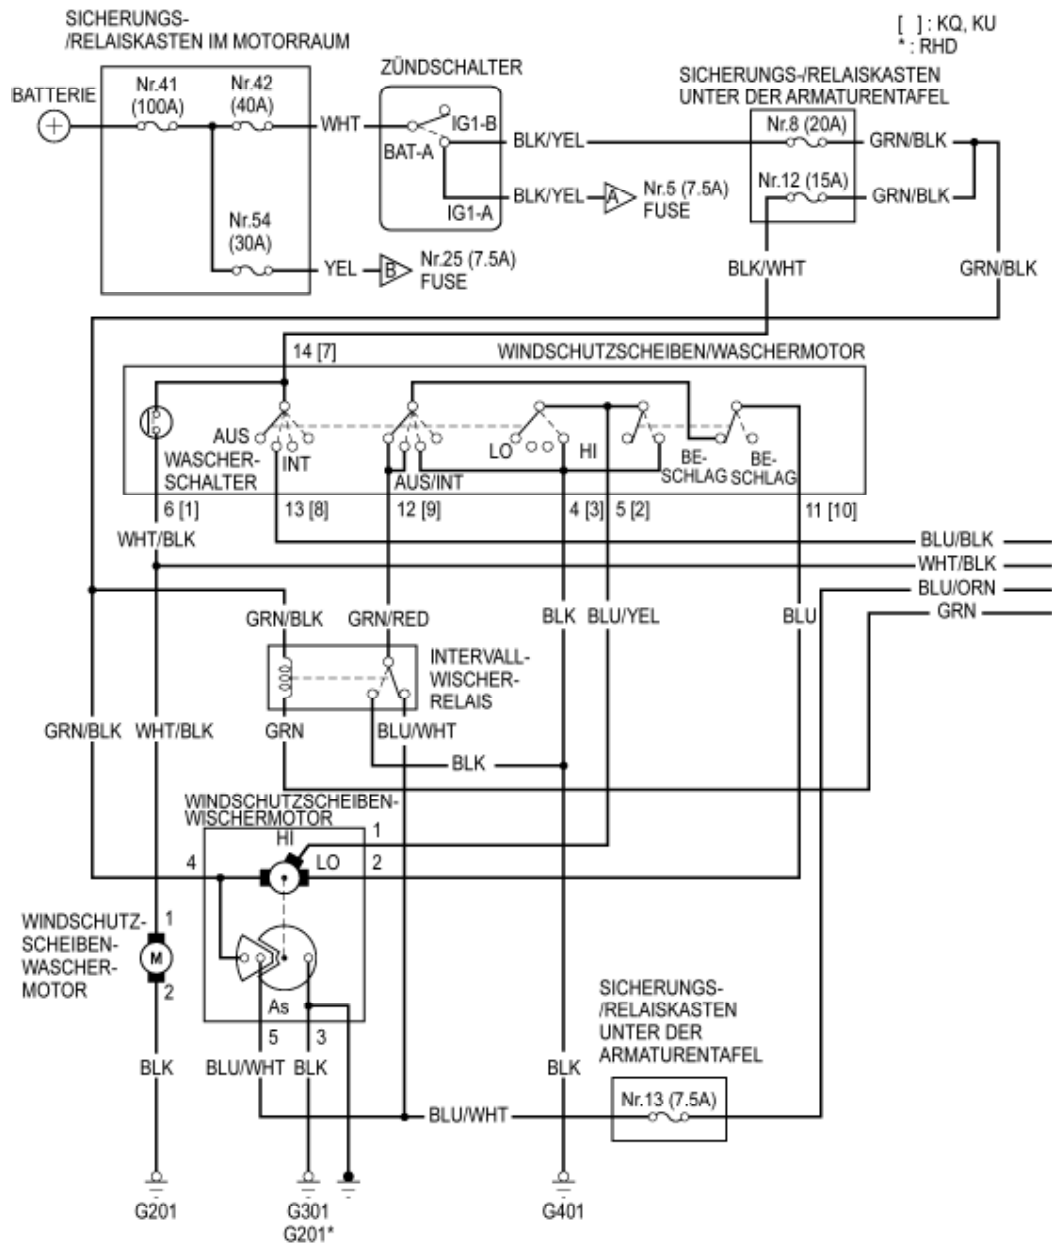 SICHERUNGS-
/RELAISKASTEN IM MOTORRAUM
[ ] : KQ, KU
* : RHD
ZÜNDSCHALTER
SICHERUNGS-/RELAISKASTEN
UNTER DER ARMATURENTAFEL
BATTERIE
Nr.41
(100A)
Nr.42
(40A)
WHT
IG1-B
BAT-A
BLK/YEL
Nr.8 (20A)
GRN/BLK
BLK/YEL
IG1-A
A
Nr.5 (7.5A)
FUSE
Nr.12 (15A)
GRN/BLK
Nr.54
(30A)
YEL
B
Nr.25 (7.5A)
FUSE
BLK/WHT
GRN/BLK
14 [7]
WINDSCHUTZSCHEIBEN/WASCHERMOTOR
AUS
WASCHER-
SCHALTER
INT
AUS/INT
LO
HI
BE-
SCHLAG
BE-
SCHLAG
6 [1]
13 [8]
12 [9]
4 [3]
5 [2]
11 [10]
WHT/BLK
BLU/BLK
WHT/BLK
BLU/ORN
GRN
GRN/BLK
GRN/RED
BLK
BLU/YEL
BLU
INTERVALL-
WISCHER-
RELAIS
GRN/BLK
WHT/BLK
GRN
BLU/WHT
BLK
WINDSCHUTZSCHEIBEN-
WISCHERMOTOR
HI
1
4
LO
2
WINDSCHUTZ-
SCHEIBEN-
WASCHER-
MOTOR
1
M
2
As
5
3
SICHERUNGS-
/RELAISKASTEN
UNTER DER
ARMATURENTAFEL
BLK
BLU/WHT
BLK
BLK
Nr.13 (7.5A)
BLU/WHT
G201
G301
G201*
G401